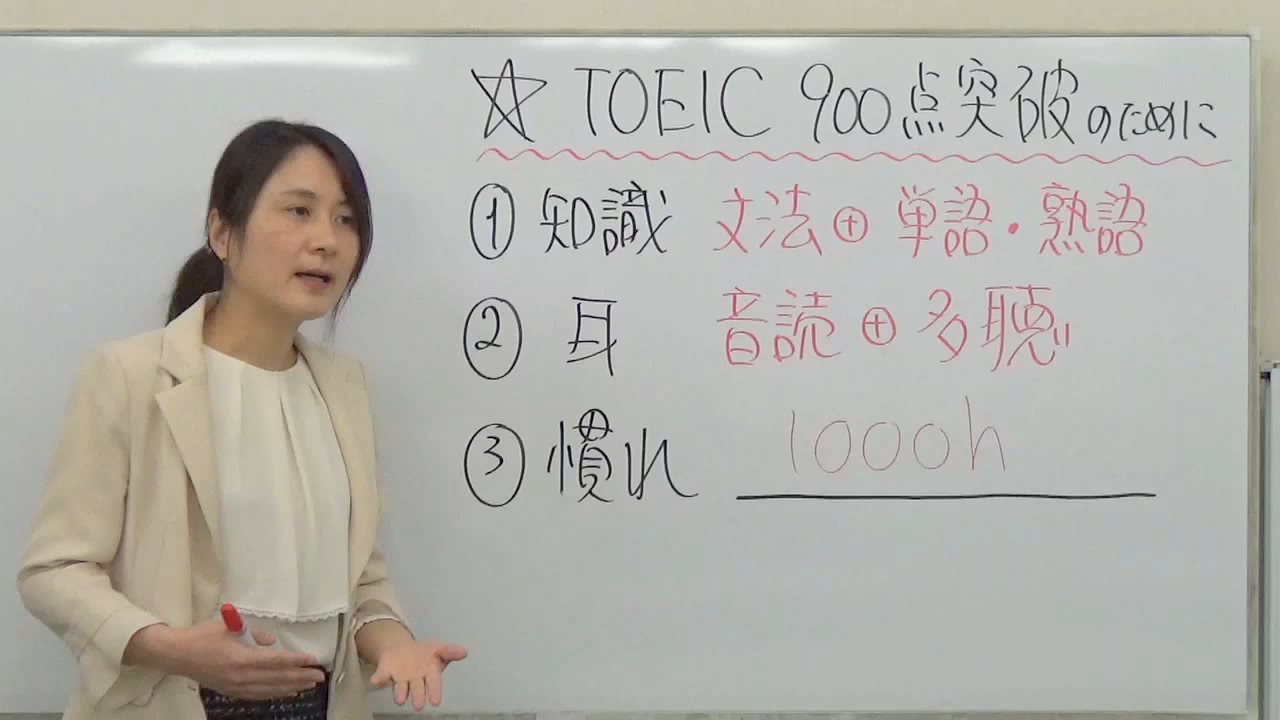 ☆ TOEIC 900点突破のために
① 知識 文法⊕単語・熟語
② 耳 音読⊕多聴
③ 慣れ 1000h